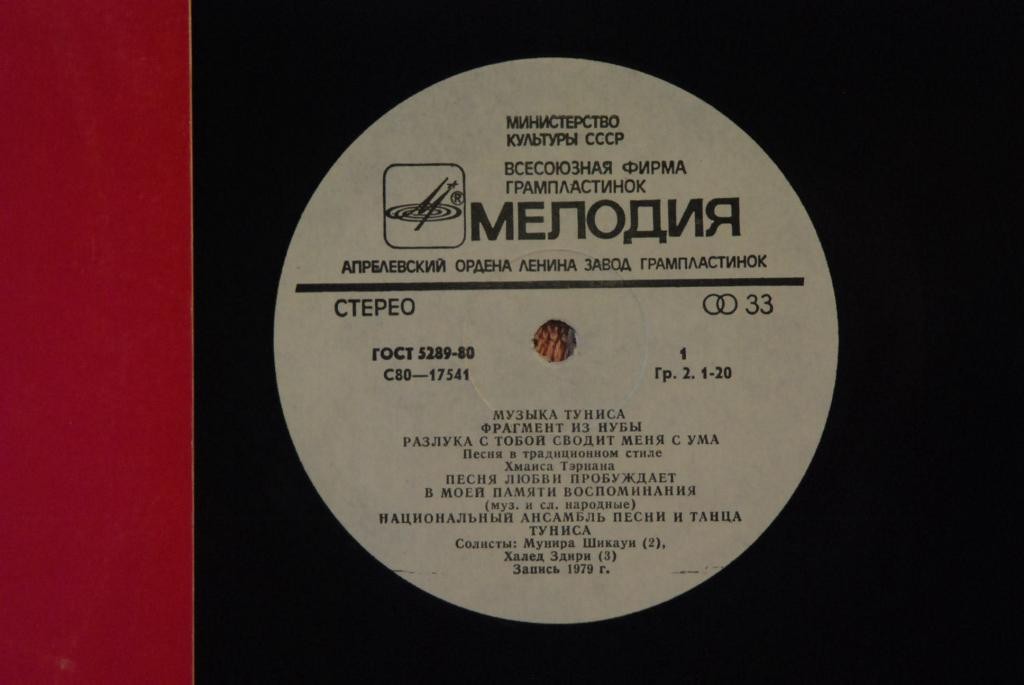 МИНИСТЕРСТВО
КУЛЬТУРЫ СССР
ВСЕСОЮЗНАЯ ФИРМА
ГРАМПЛАСТИНОК
® МЕЛОДИЯ
АПРЕЛЕВСКИЙ ОРДЕНА ЛЕНИНА ЗАВОД ГРАМПЛАСТИНОК
СТЕРЕО 33
ГОСТ 5289-80 1
С80—17541 Гр. 2. 1-20
МУЗЫКА ТУНИСА
ФРАГМЕНТ ИЗ НУБЫ
РАЗЛУКА С ТОБОЙ СВОДИТ МЕНЯ С УМА
Песня в традиционном стиле
Хмаиса Тэрнана
ПЕСНЯ ЛЮБВИ ПРОБУЖДАЕТ
В МОЕЙ ПАМЯТИ ВОСПОМИНАНИЯ
(муз. и сл. народные)
НАЦИОНАЛЬНЫЙ АНСАМБЛЬ ПЕСНИ И ТАНЦА
ТУНИСА
Солисты: Мунира Шикауи (2),
Халед Здири (3)
Запись 1979 г.